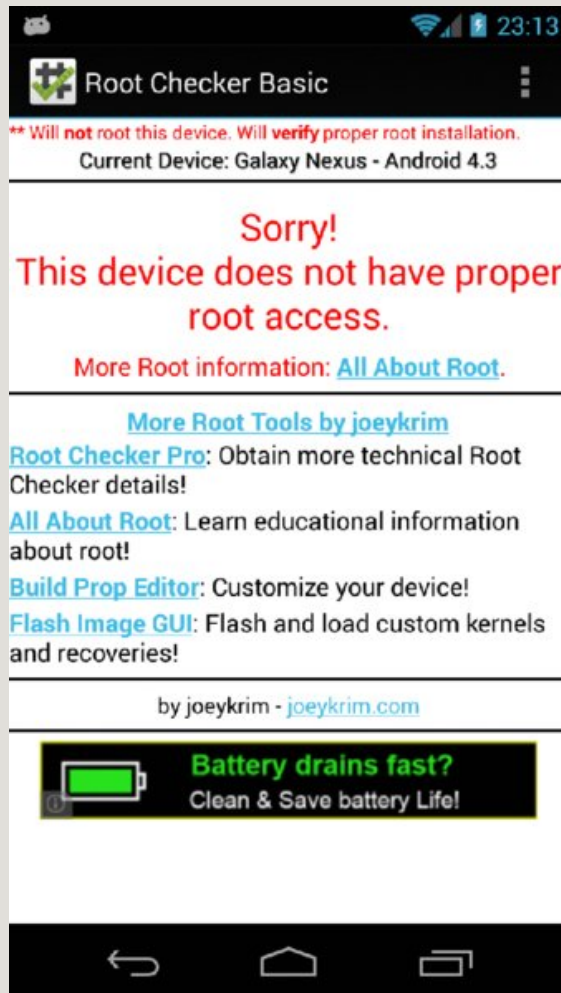 23:13
Root Checker Basic
** Will not root this device. Will verify proper root installation.
Current Device: Galaxy Nexus - Android 4.3
Sorry!
This device does not have proper
root access.
More Root information: All About Root.
More Root Tools by joeykrim
Root Checker Pro: Obtain more technical Root
Checker details!
All About Root: Learn educational information
about root!
Build Prop Editor: Customize your device!
Flash Image GUI: Flash and load custom kernels
and recoveries!
by joeykrim - joeykrim.com
Battery drains fast?
Clean & Save battery Life!